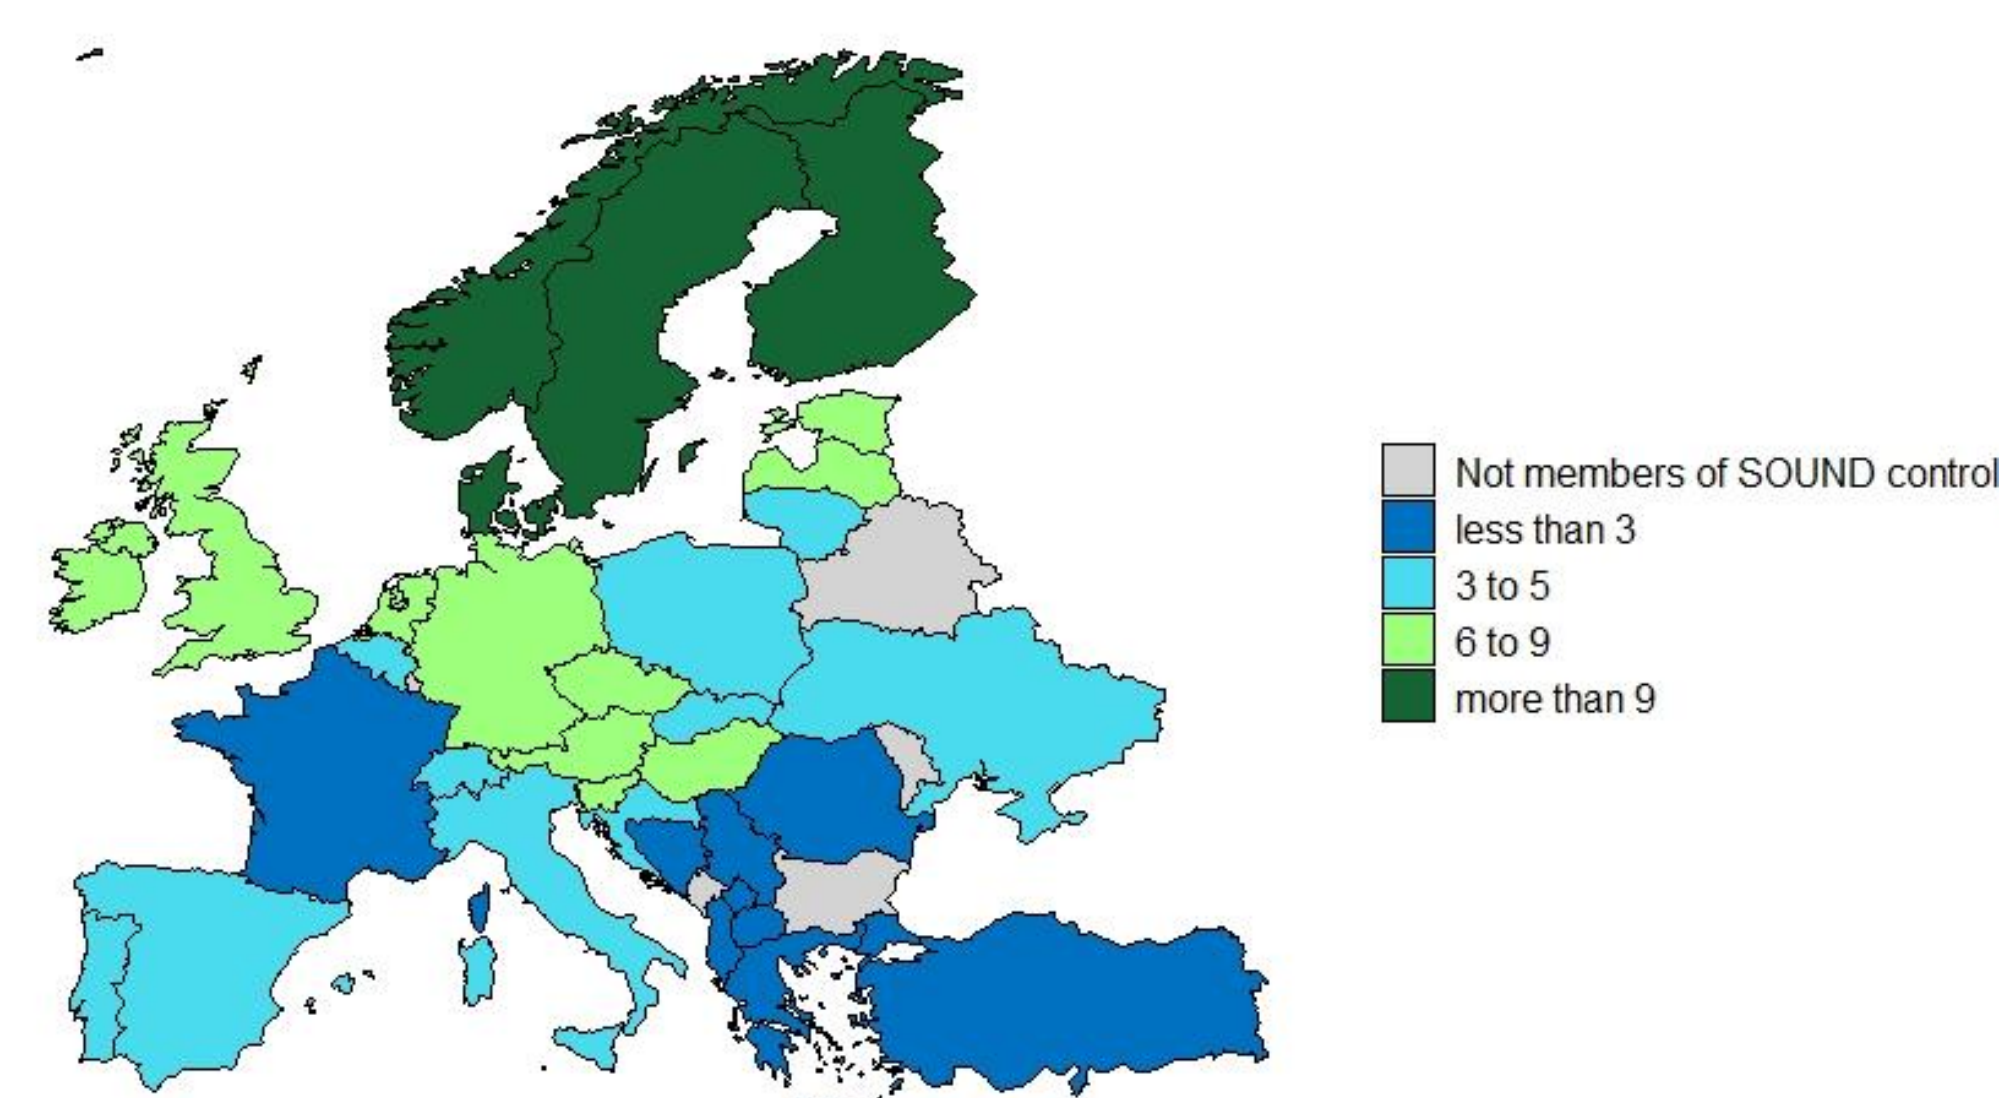 Not members of SOUND control
less than 3
3 to 5
6 to 9
more than 9